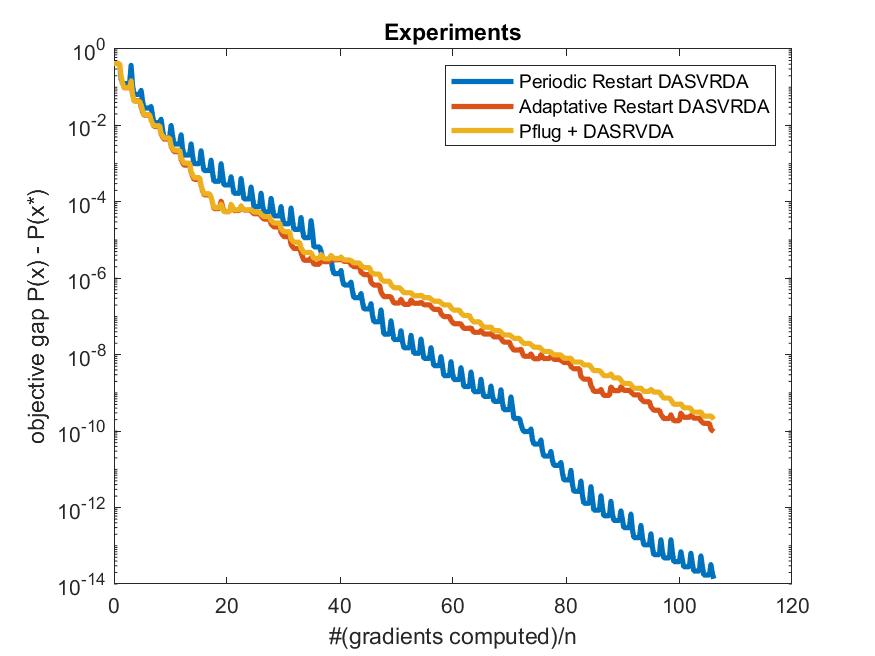 Experiments
10^0
10^-2
10^-4
10^-6
10^-8
10^-10
10^-12
10^-14
objective gap P(x) - P(x*)
Periodic Restart DASVRDA
Adaptative Restart DASVRDA
Pflug + DASRVDA
0 20 40 60 80 100 120
#(gradients computed)/n